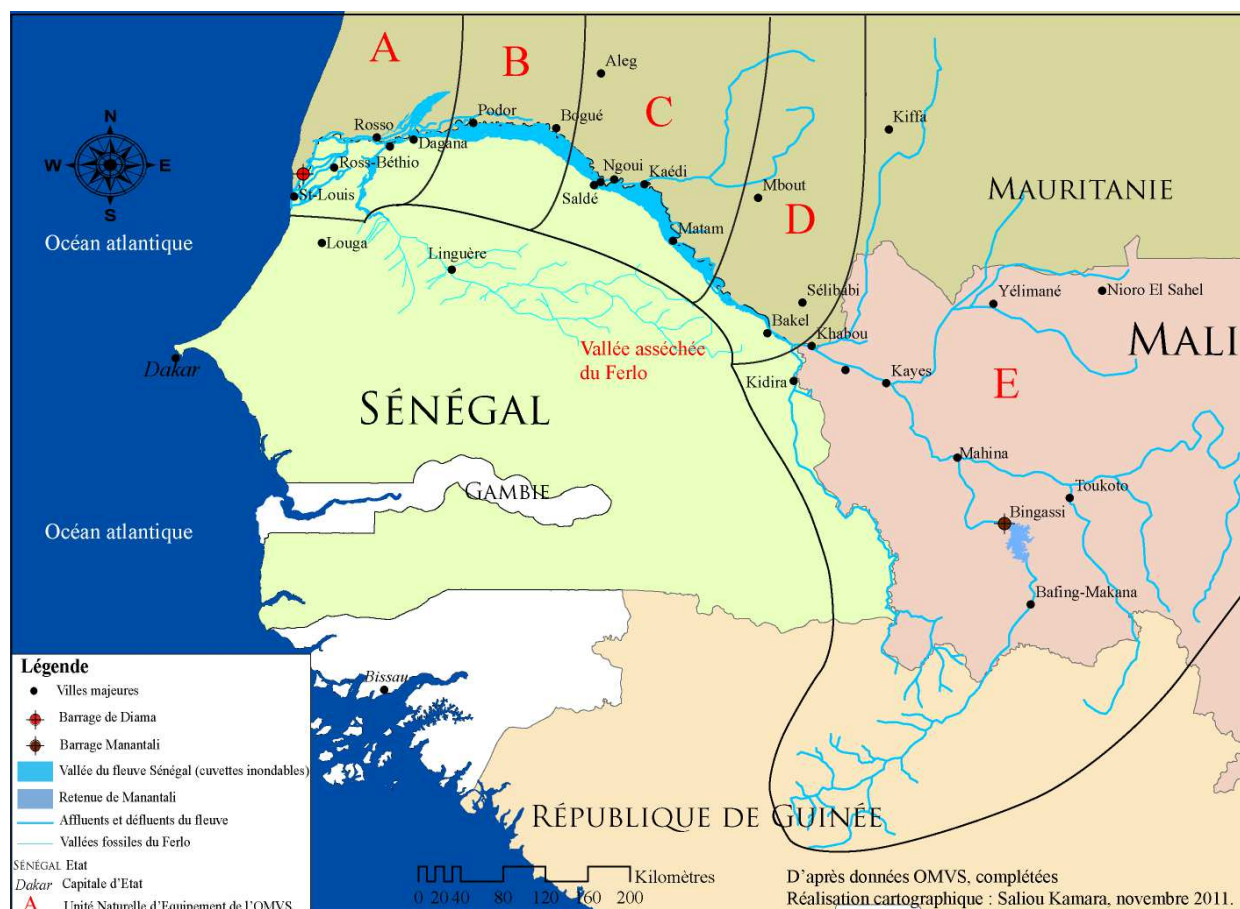 A
B
Aleg
C
N
W
E
S
Podor
Bogué
Kiffa
Rosso
Dagana
Ross-Béthio
Ngoui
Kaédi
Mbout
MAURITANIE
St-Louis
Saldé
D
Océan atlantique
Louga
Linguère
Matam
Sélibabi
Yélimané
Nioro El Sahel
Bakel
Khabou
MALI
Dakar
Vallée asséchée
du Ferlo
Kidira
Kayes
E
SÉNÉGAL
Mahina
GAMBIE
Toukoto
Océan atlantique
Bingassi
Bafing-Makana
Bissau
RÉPUBLIQUE DE GUINÉE
Légende
Villes majeures
Barrage de Diama
Barrage Manantali
Vallée du fleuve Sénégal (cuvettes inondables)
Retenue de Manantali
Affluents et défluents du fleuve
Vallées fossiles du Ferlo
SÉNÉGAL Etat
Dakar Capitale d'Etat
A Unité Naturelle d'Equipement de l'OMVS
Kilomètres
0 20 40 80 120 160 200
D'après données OMVS, complétées
Réalisation cartographique : Saliou Kamara, novembre 2011.